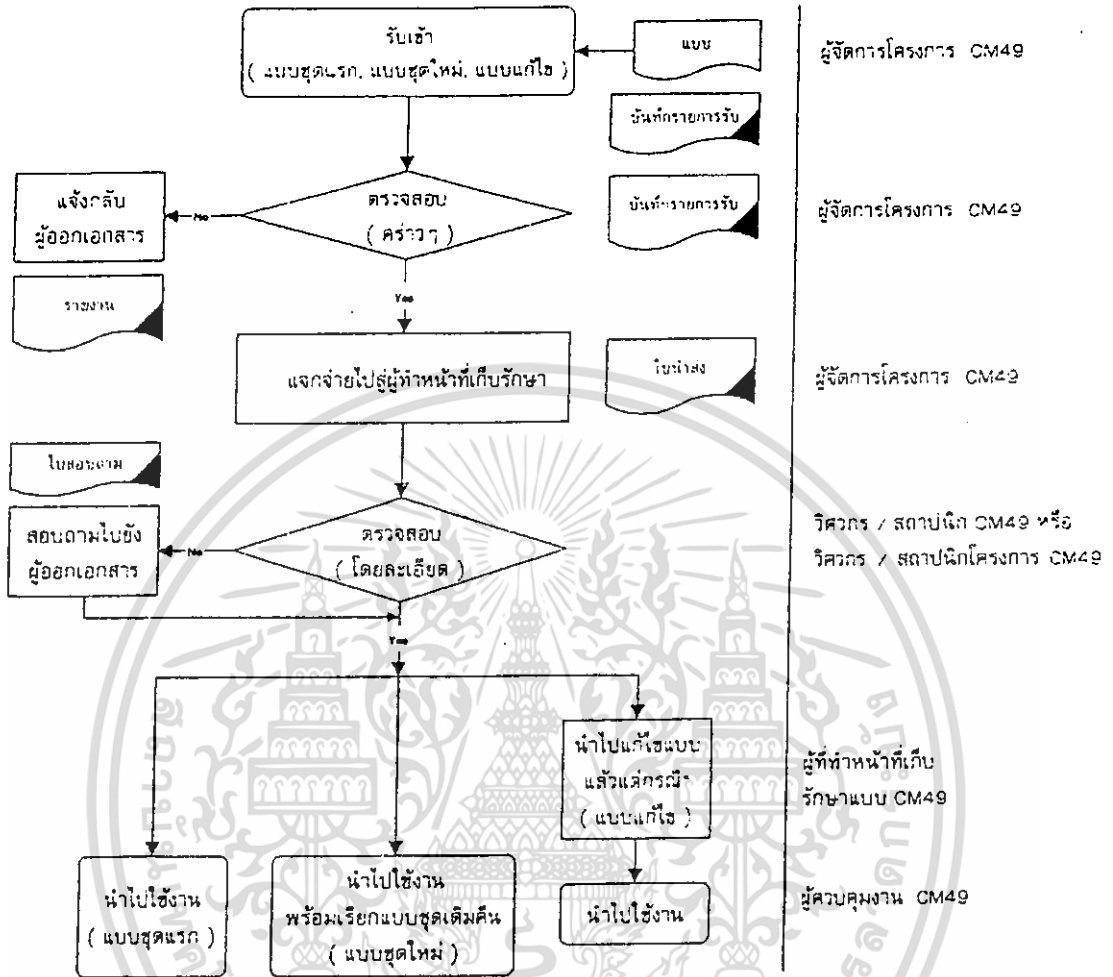 รับเข้า
( แบบชุดแรก, แบบชุดใหม่, แบบแก้ไข )
แบบ
ผู้จัดการโครงการ CM49
บันทึกรายการรับ
แจ้งกลับ
ผู้ออกเอกสาร
No
ตรวจสอบ
( คร่าวๆ )
บันทึกรายการรับ
ผู้จัดการโครงการ CM49
รายงาน
Yes
แจกจ่ายไปสู่ผู้ทำหน้าที่เก็บรักษา
ใบนำส่ง
ผู้จัดการโครงการ CM49
ใบสอบถาม
สอบถามไปยัง
ผู้ออกเอกสาร
No
ตรวจสอบ
( โดยละเอียด )
วิศวกร / สถาปนิก CM49 หรือ
วิศวกร / สถาปนิกโครงการ CM49
Yes
นำไปแก้ไขแบบ
แล้วแต่กรณี
( แบบแก้ไข )
ผู้ที่ทำหน้าที่เก็บ
รักษาแบบ CM49
นำไปใช้งาน
( แบบชุดแรก )
นำไปใช้งาน
พร้อมเรียกแบบชุดเดิมคืน
( แบบชุดใหม่ )
นำไปใช้งาน
ผู้ควบคุมงาน CM49